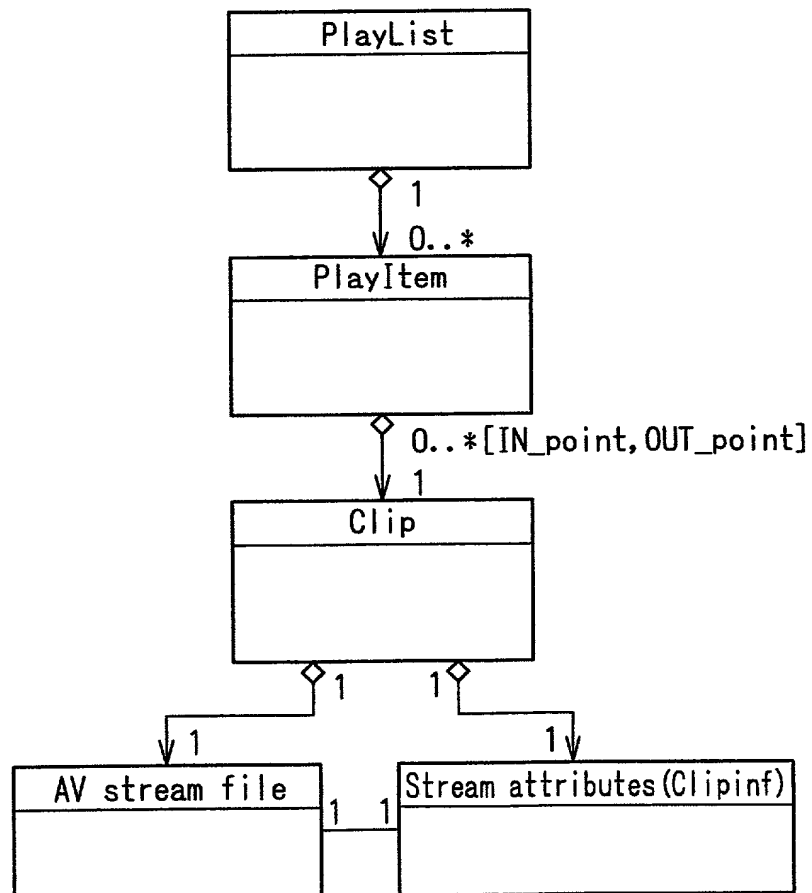 PlayList
1
0..*
PlayItem
0..*[IN_point,OUT_point]
1
Clip
1
1
1
1
AV stream file
Stream attributes(Clipinf)
1
1